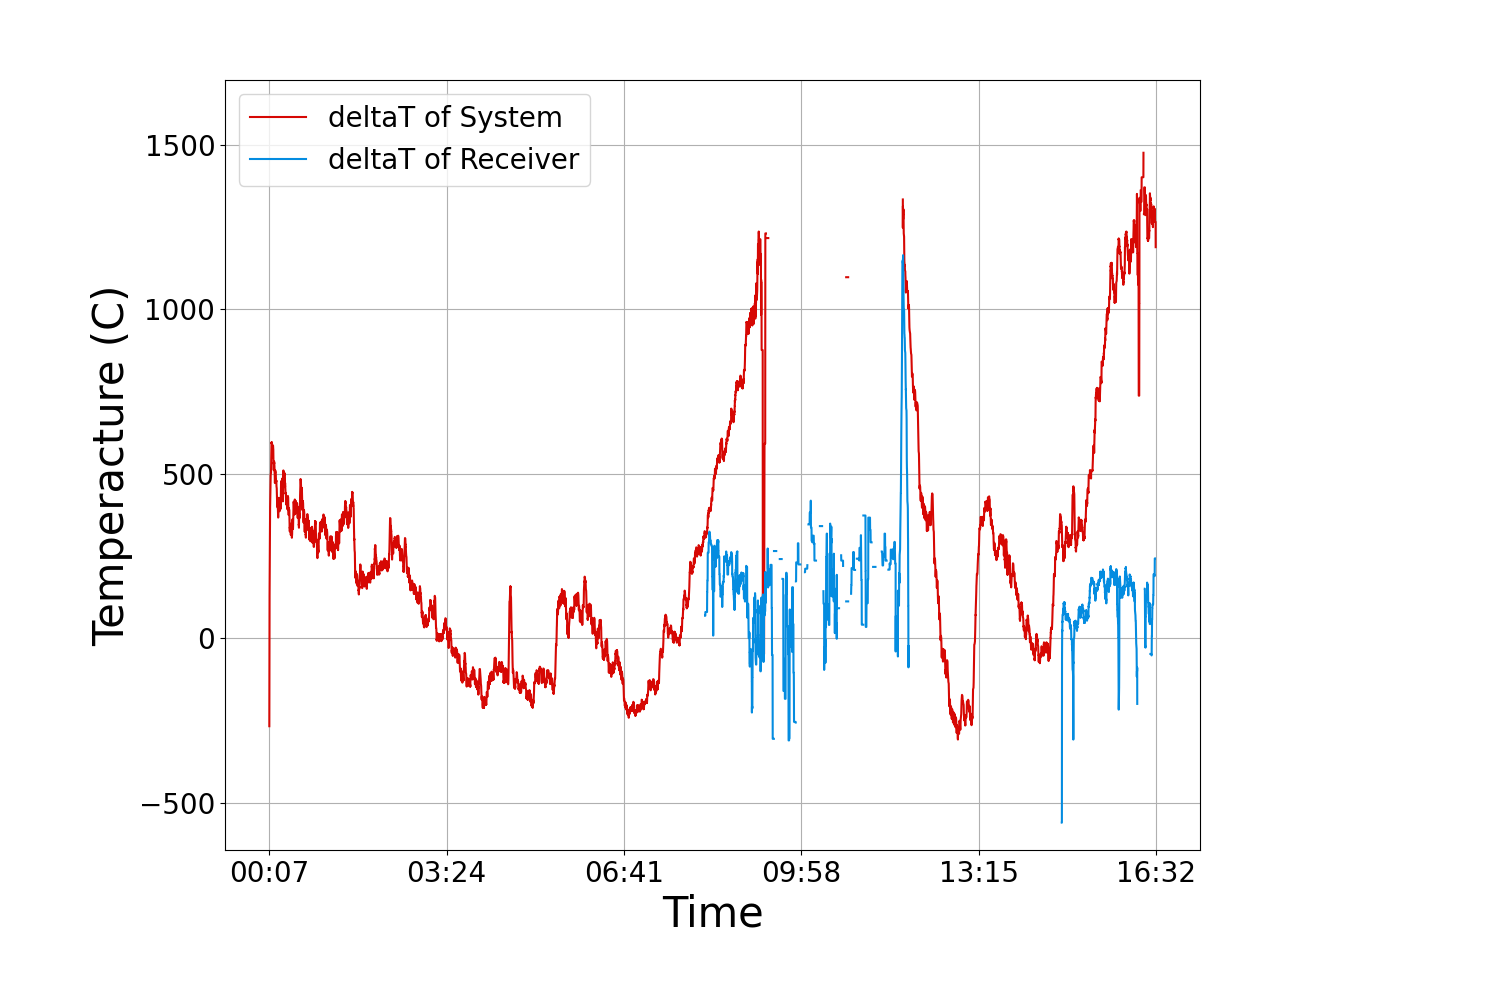 deltaT of System
deltaT of Receiver
1500
1000
500
0
−500
Temperacture (C)
00:07 03:24 06:41 09:58 13:15 16:32
Time